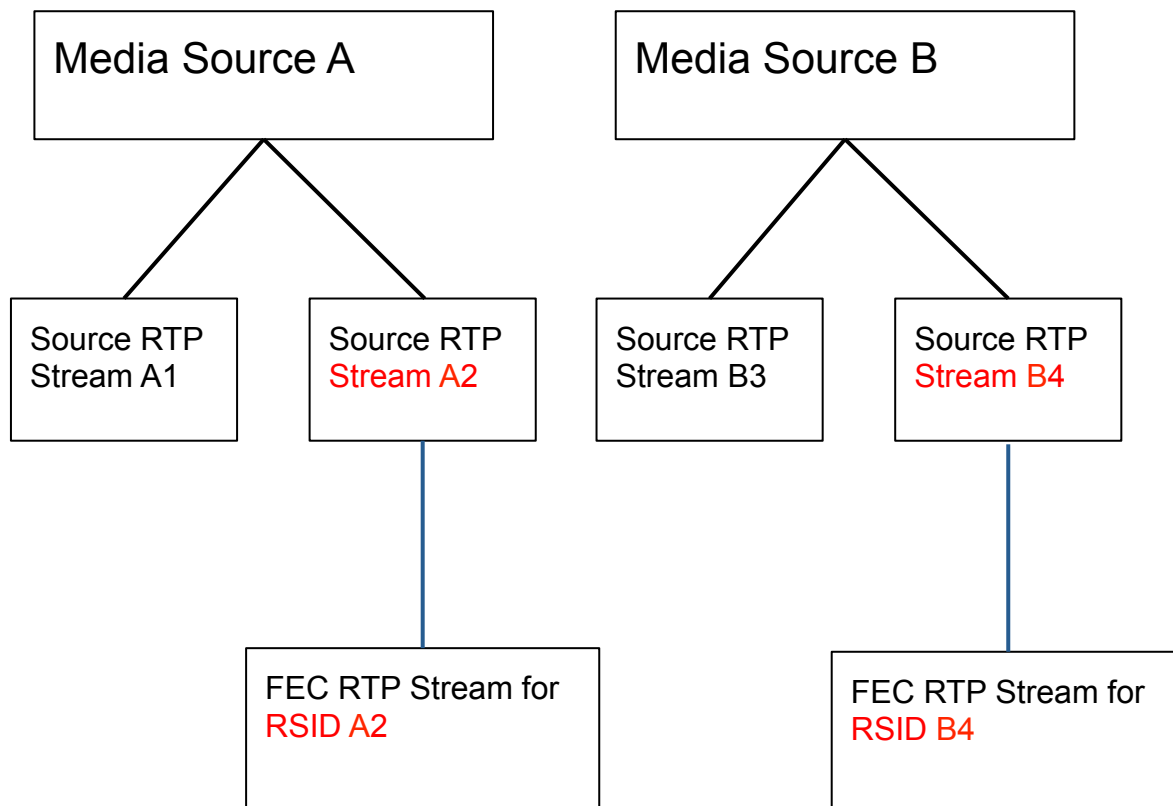 Media Source A
Media Source B
Source RTP
Stream A1
Source RTP
Stream A2
Source RTP
Stream B3
Source RTP
Stream B4
FEC RTP Stream for
RSID A2
FEC RTP Stream for
RSID B4